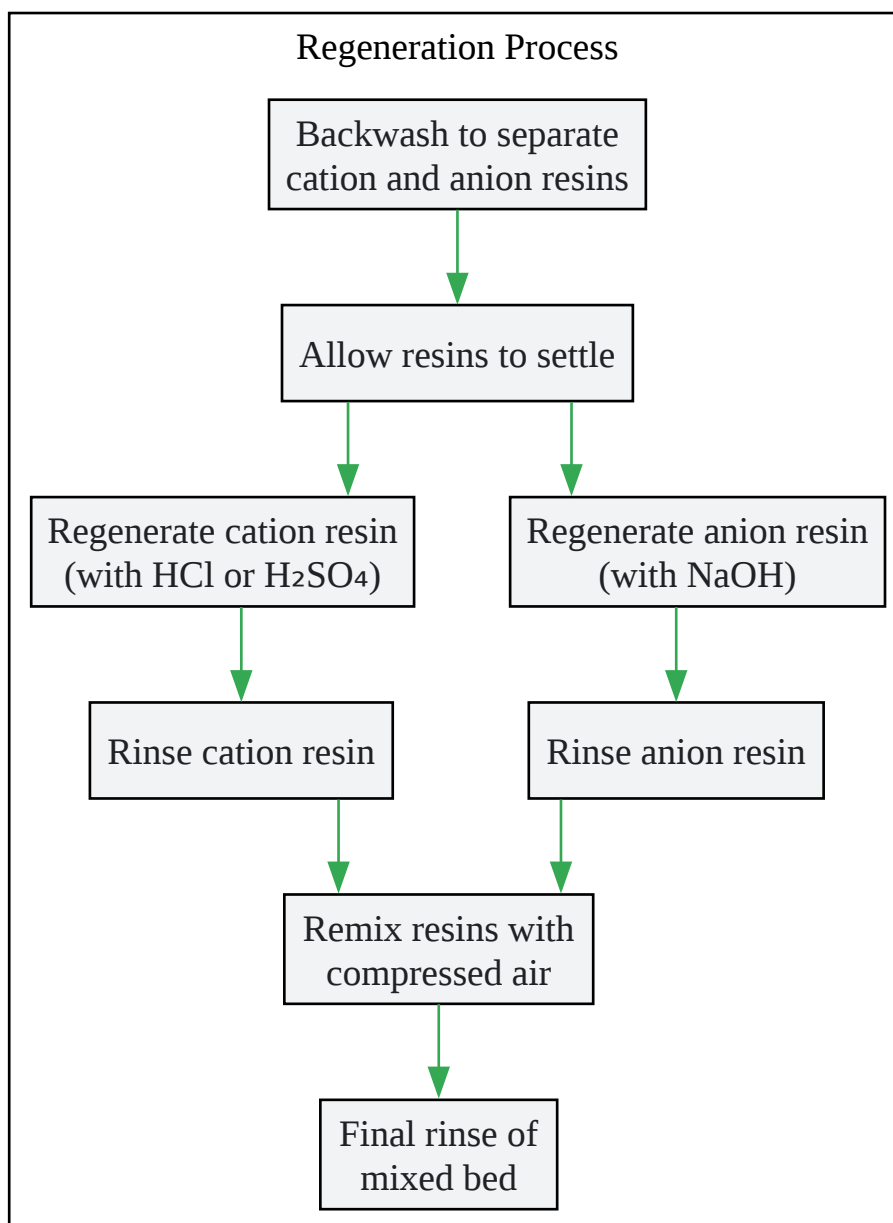 Regeneration Process
Backwash to separate
cation and anion resins
Allow resins to settle
Regenerate cation resin
(with HCl or H₂SO₄)
Regenerate anion resin
(with NaOH)
Rinse cation resin
Rinse anion resin
Remix resins with
compressed air
Final rinse of
mixed bed